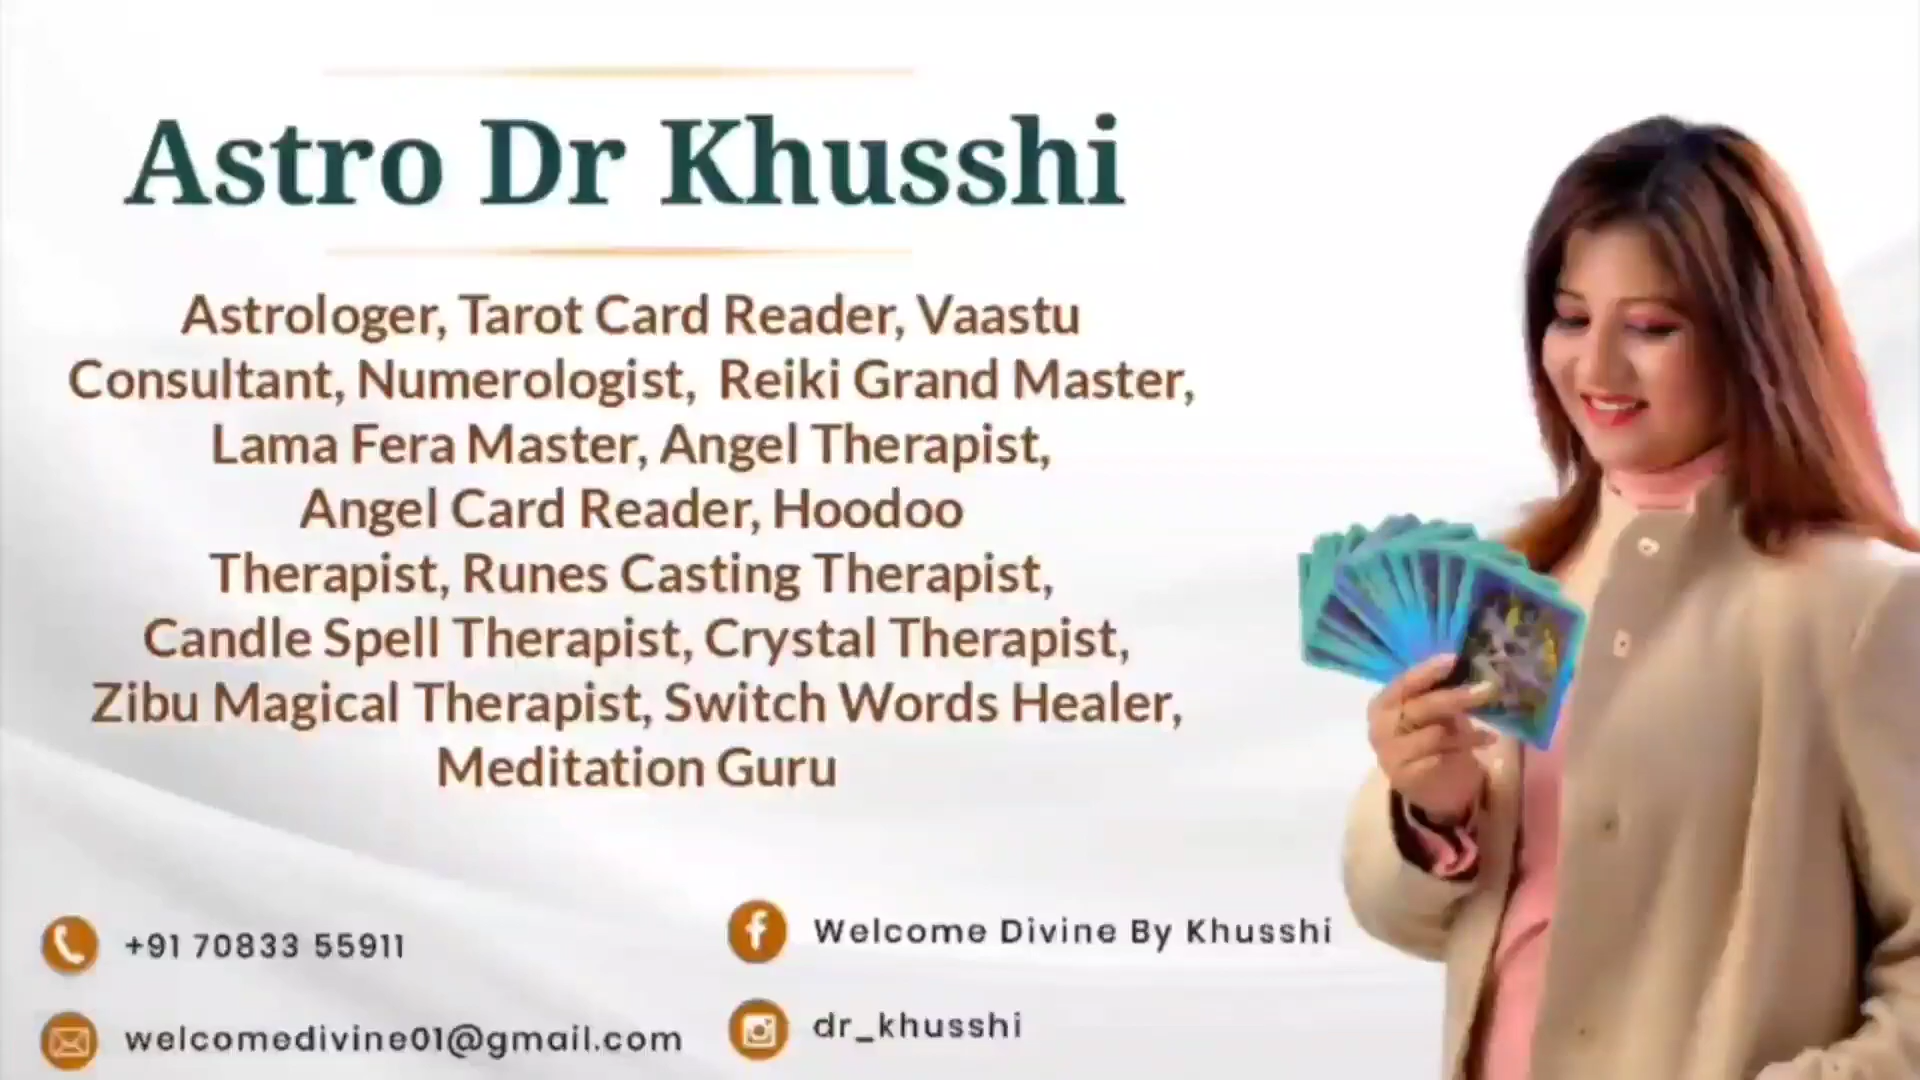 Astro Dr Khusshi
Astrologer, Tarot Card Reader, Vaastu
Consultant, Numerologist, Reiki Grand Master,
Lama Fera Master, Angel Therapist,
Angel Card Reader, Hoodoo
Therapist, Runes Casting Therapist,
Candle Spell Therapist, Crystal Therapist,
Zibu Magical Therapist, Switch Words Healer,
Meditation Guru
+91 70833 55911
welcomedivine01@gmail.com
Welcome Divine By Khusshi
dr_khusshi